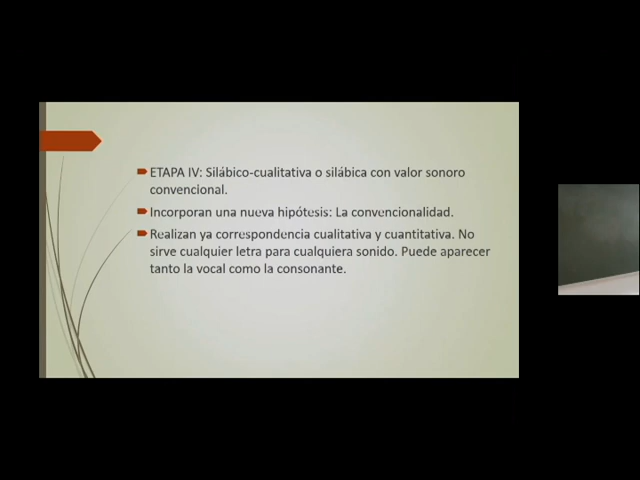 ETAPA IV: Silábico-cualitativa o silábica con valor sonoro
convencional.
Incorporan una nueva hipótesis: La convencionalidad.
Realizan ya correspondencia cualitativa y cuantitativa. No
sirve cualquier letra para cualquiera sonido. Puede aparecer
tanto la vocal como la consonante.